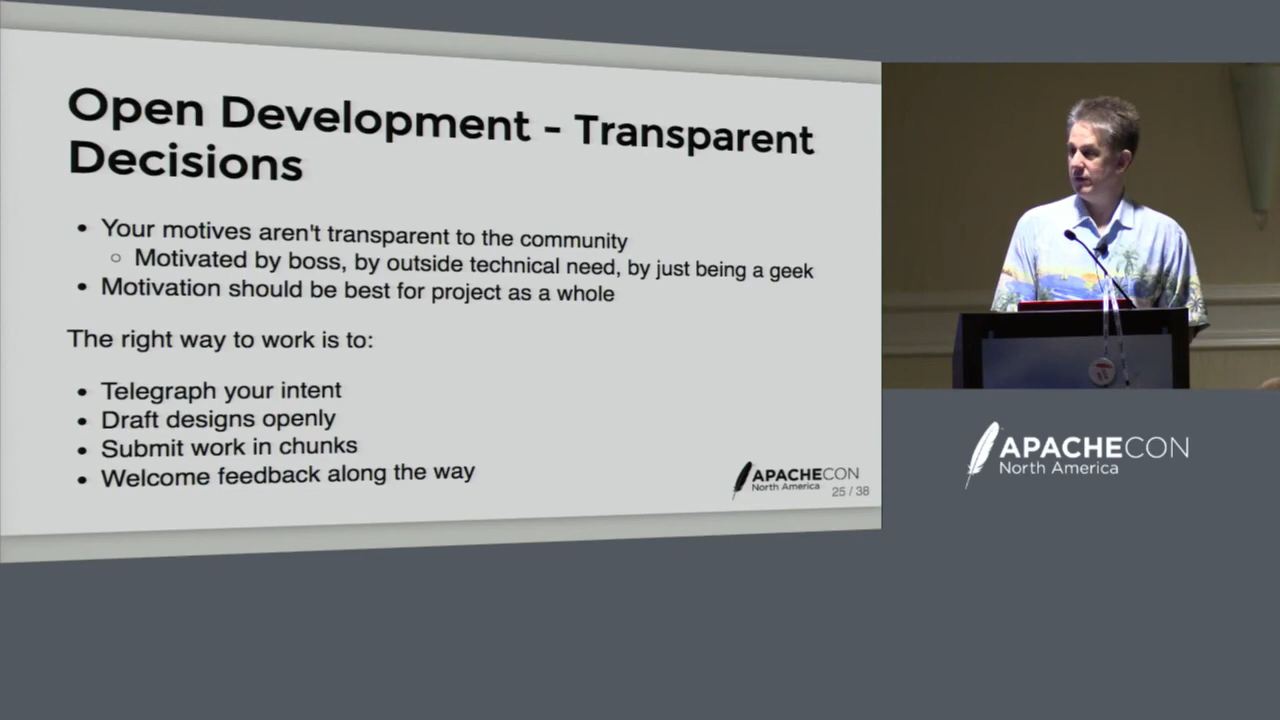 Open Development - Transparent
Decisions
• Your motives aren't transparent to the community
○ Motivated by boss, by outside technical need, by just being a geek
• Motivation should be best for project as a whole
The right way to work is to:
• Telegraph your intent
• Draft designs openly
• Submit work in chunks
• Welcome feedback along the way
APACHECON
North America
25 / 38
APACHECON
North America